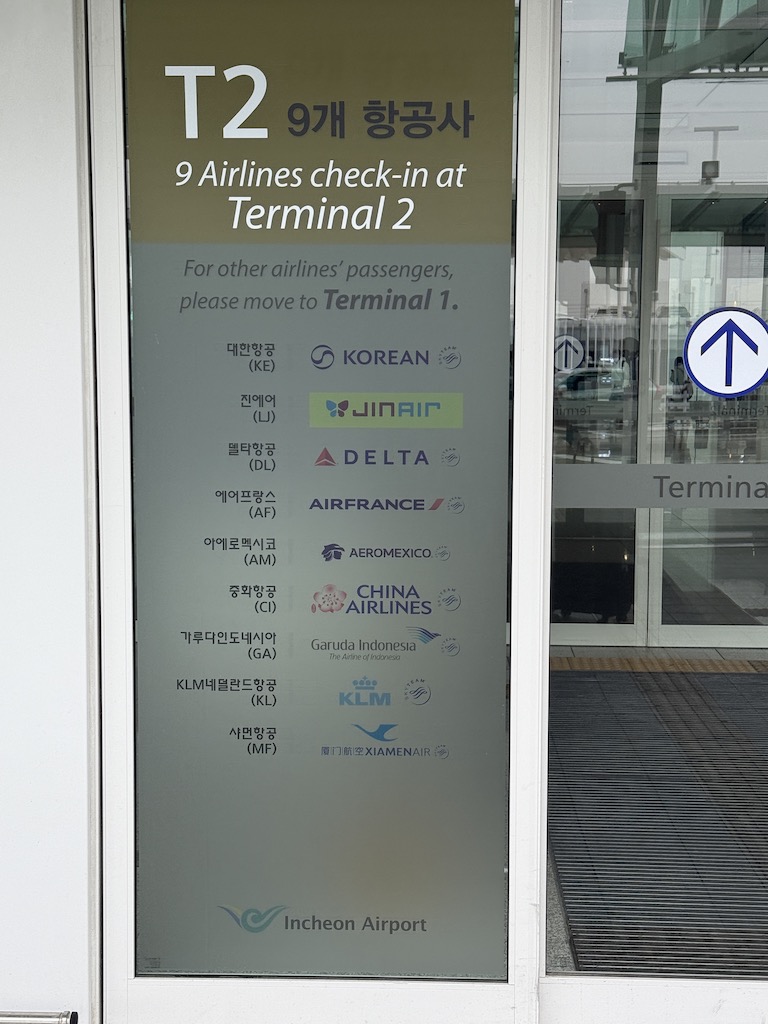 T2 9개 항공사
9 Airlines check-in at
Terminal 2
For other airlines' passengers,
please move to Terminal 1.
대한항공
(KE)
KOREAN
진에어
(LJ)
JINAIR
델타항공
(DL)
DELTA
에어프랑스
(AF)
AIRFRANCE
아에로멕시코
(AM)
AEROMEXICO
중화항공
(CI)
CHINA
AIRLINES
가루다인도네시아
(GA)
Garuda Indonesia
The Airline of Indonesia
KLM네덜란드항공
(KL)
KLM
샤먼항공
(MF)
厦门航空 XIAMENAIR
Incheon Airport
Termina